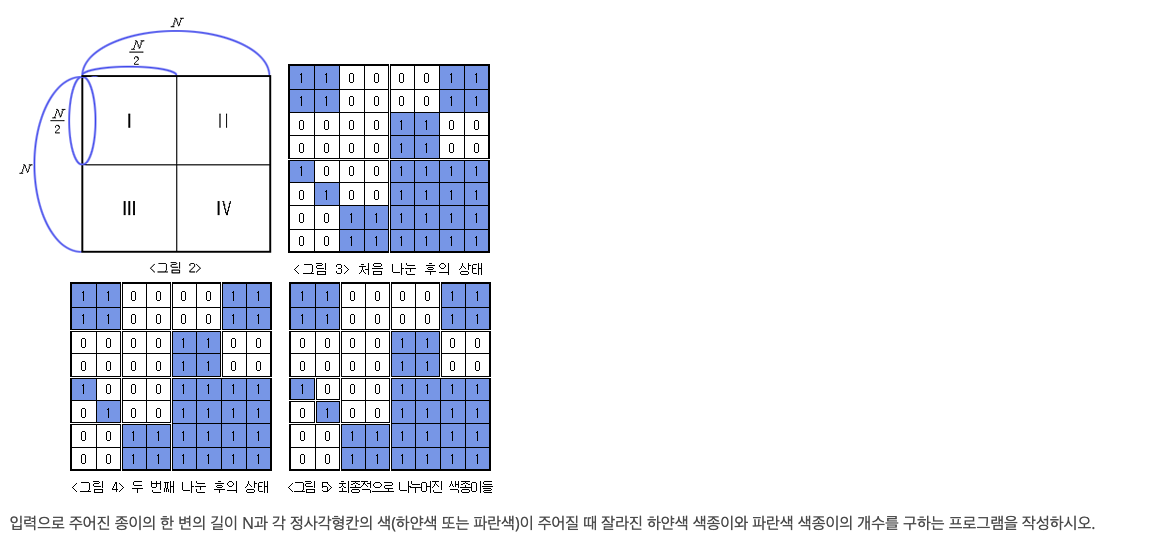 N
N
2
N
2
N
I II
III IV
<그림 2>
1 1 0 0 0 0 1 1
1 1 0 0 0 0 1 1
0 0 0 0 1 1 0 0
0 0 0 0 1 1 0 0
1 0 0 0 1 1 1 1
0 1 0 0 1 1 1 1
0 0 1 1 1 1 1 1
0 0 1 1 1 1 1 1
<그림 3> 처음 나눈 후의 상태
1 1 0 0 0 0 1 1
1 1 0 0 0 0 1 1
0 0 0 0 1 1 0 0
0 0 0 0 1 1 0 0
1 0 0 0 1 1 1 1
0 1 0 0 1 1 1 1
0 0 1 1 1 1 1 1
0 0 1 1 1 1 1 1
<그림 4> 두 번째 나눈 후의 상태
1 1 0 0 0 0 1 1
1 1 0 0 0 0 1 1
0 0 0 0 1 1 0 0
0 0 0 0 1 1 0 0
1 0 0 0 1 1 1 1
0 1 0 0 1 1 1 1
0 0 1 1 1 1 1 1
0 0 1 1 1 1 1 1
<그림 5> 최종적으로 나누어진 색종이들
입력으로 주어진 종이의 한 변의 길이 N과 각 정사각형칸의 색(하얀색 또는 파란색)이 주어질 때 잘라진 하얀색 색종이와 파란색 색종이의 개수를 구하는 프로그램을 작성하시오.